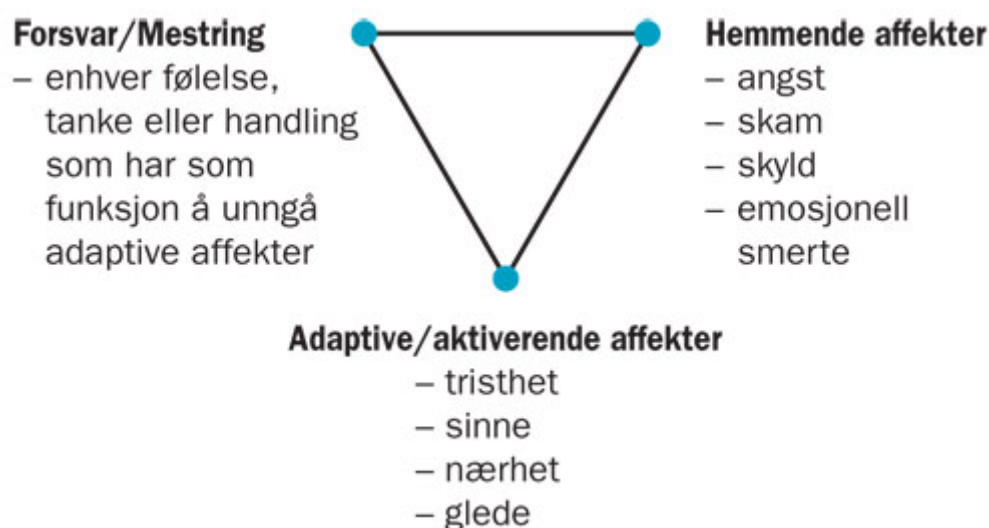 Forsvar/Mestring
– enhver følelse,
tanke eller handling
som har som
funksjon å unngå
adaptive affekter
Hemmende affekter
– angst
– skam
– skyld
– emosjonell
smerte
Adaptive/aktiverende affekter
– tristhet
– sinne
– nærhet
– glede